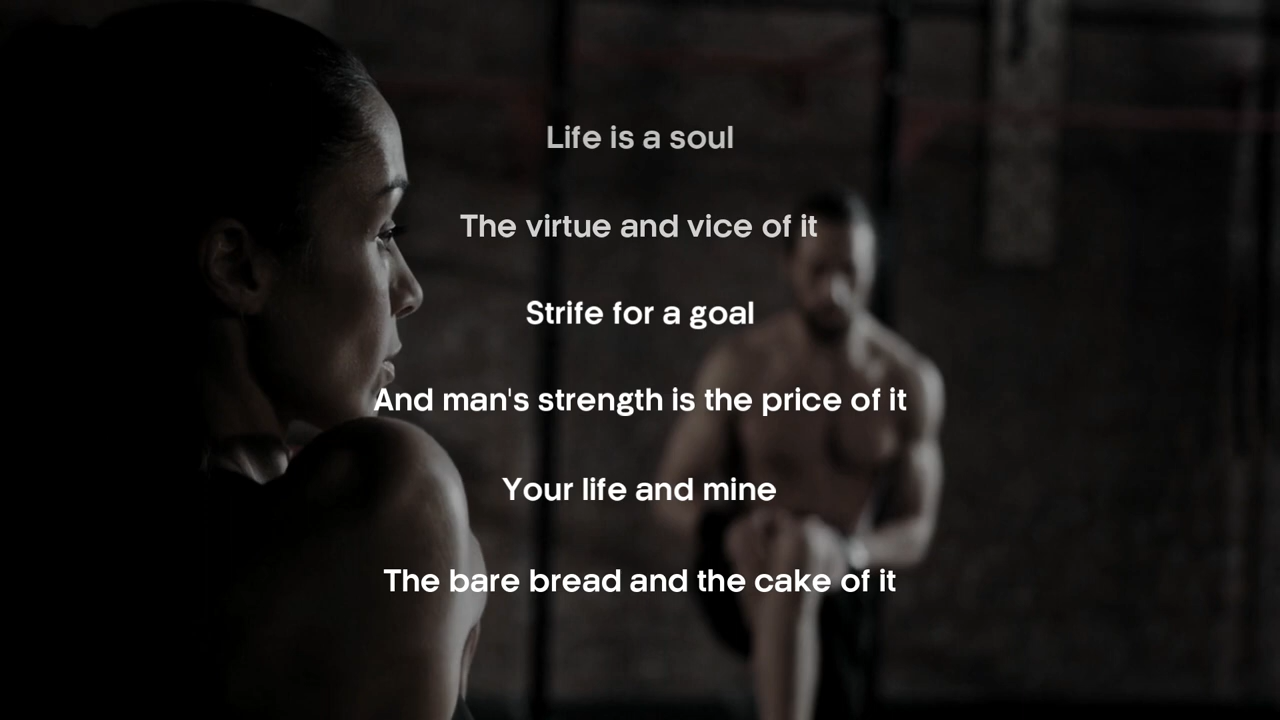 Life is a soul
The virtue and vice of it
Strife for a goal
And man's strength is the price of it
Your life and mine
The bare bread and the cake of it